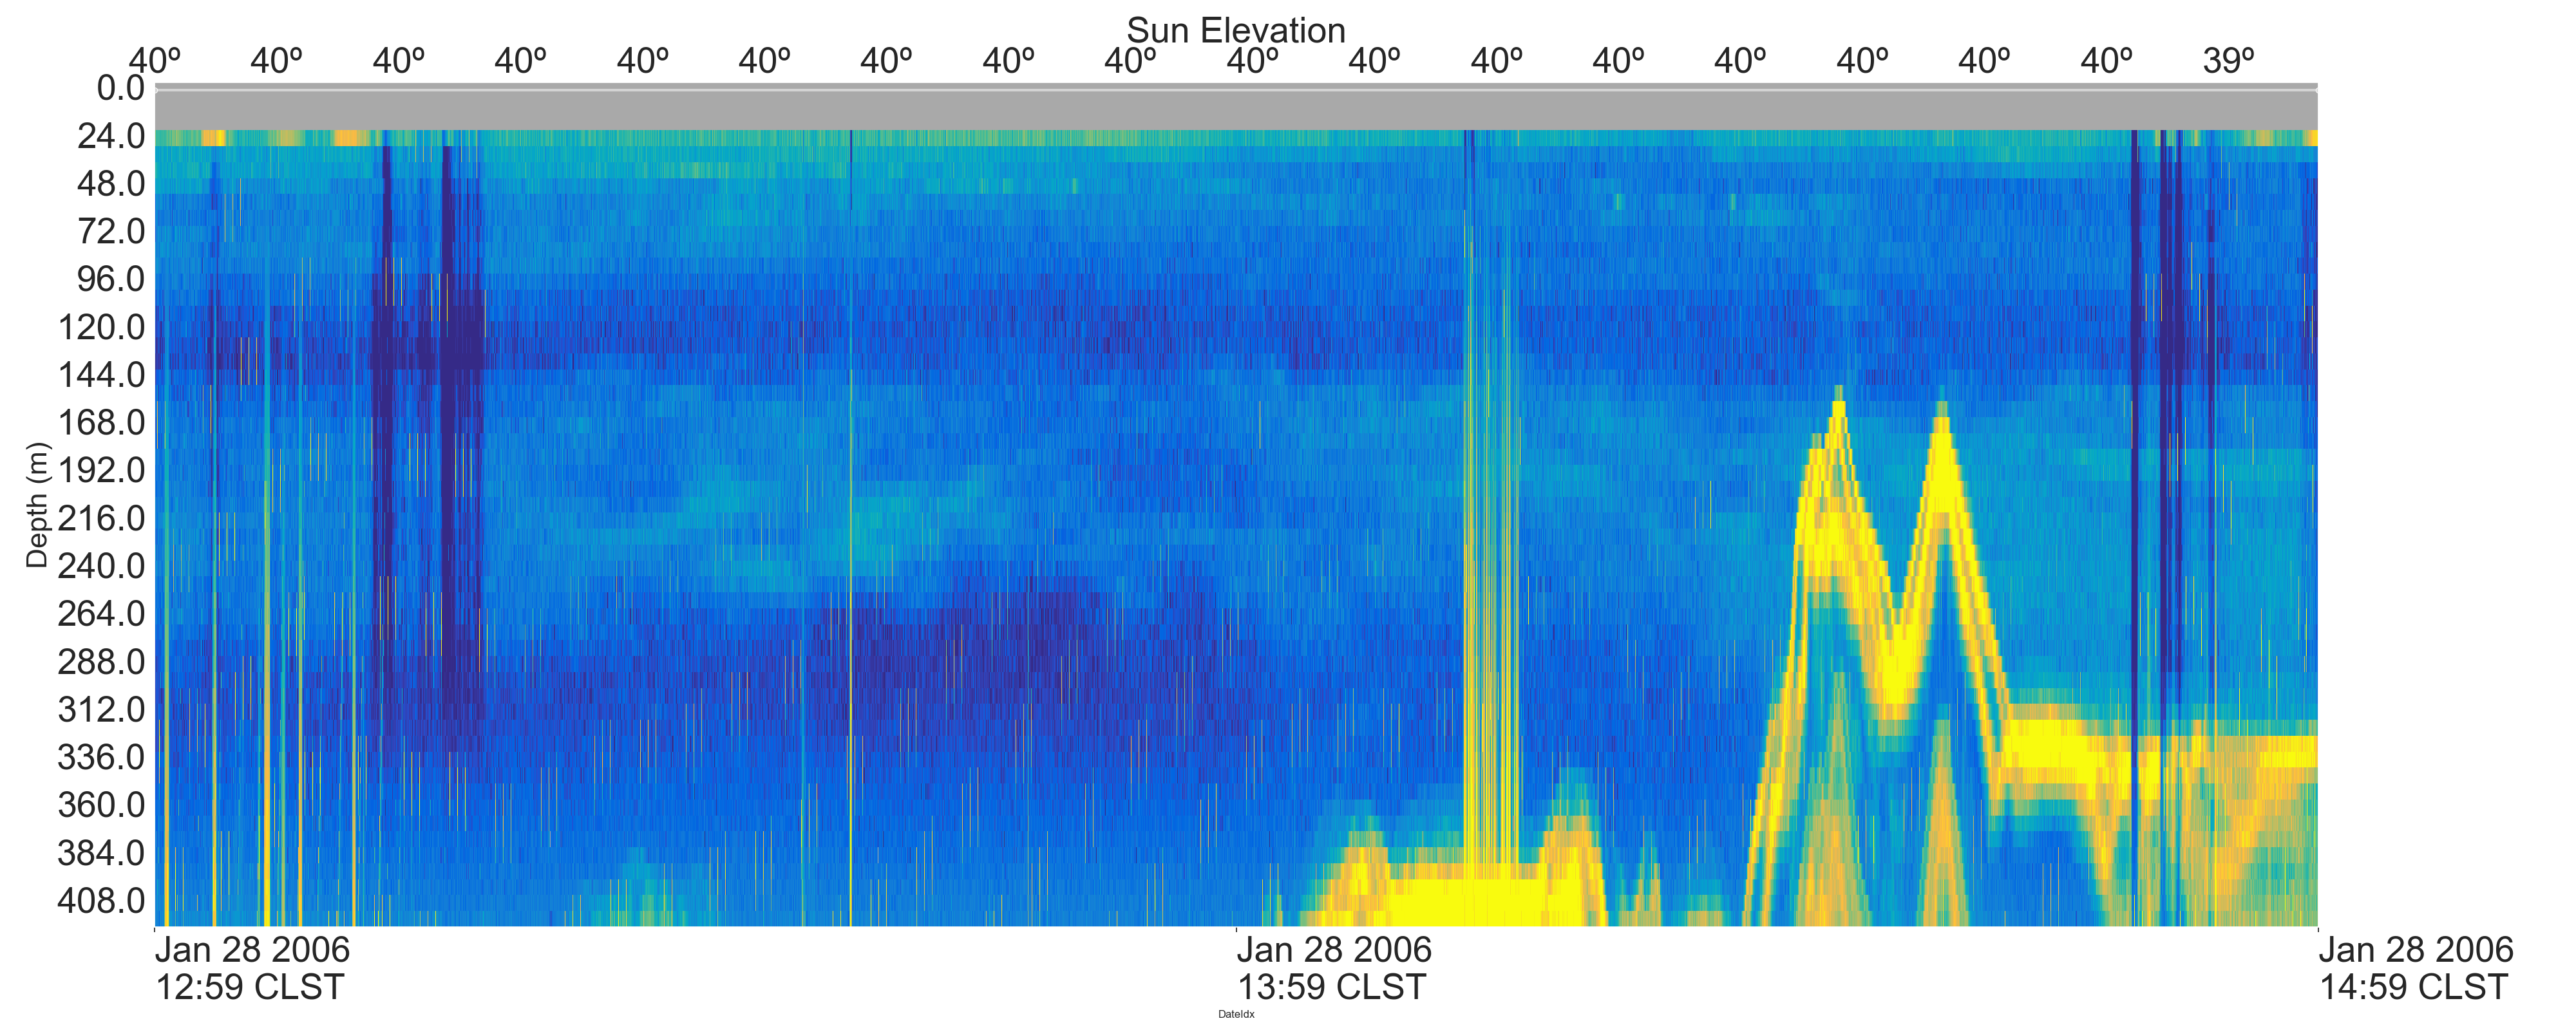 Sun Elevation
40º 40º 40º 40º 40º 40º 40º 40º 40º 40º 40º 40º 40º 40º 40º 40º 40º 39º
0.0
24.0
48.0
72.0
96.0
120.0
144.0
168.0
192.0
216.0
240.0
264.0
288.0
312.0
336.0
360.0
384.0
408.0
Depth (m)
Jan 28 2006
12:59 CLST
Jan 28 2006
13:59 CLST
Jan 28 2006
14:59 CLST
DateIdx